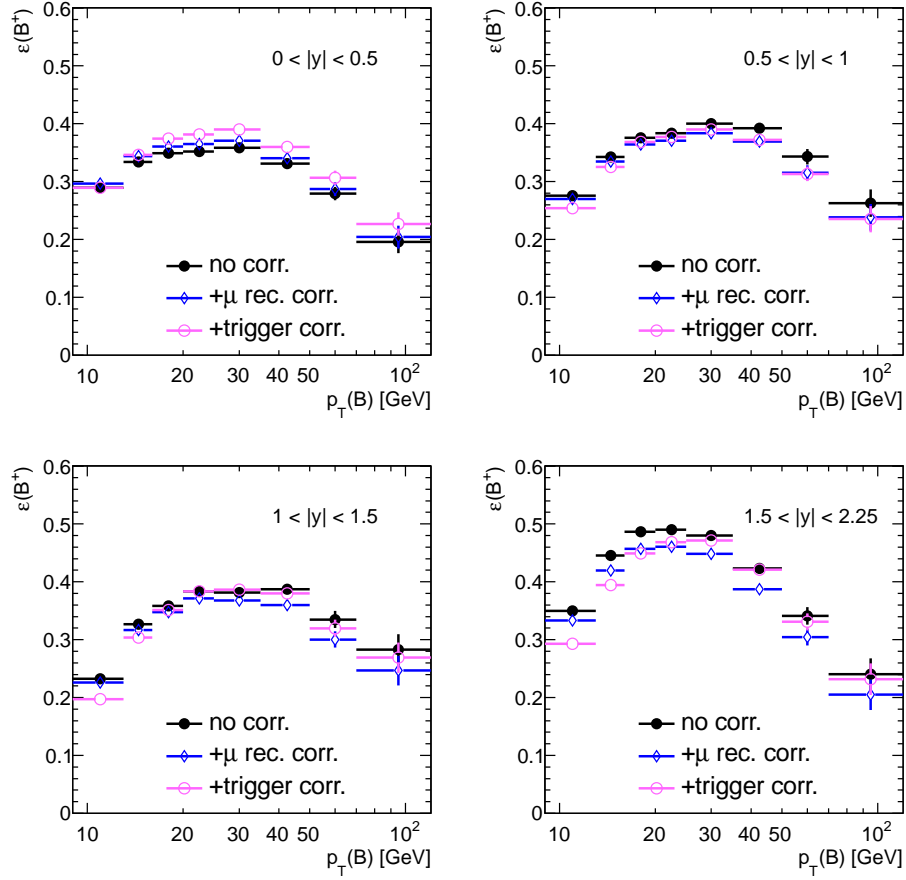 ε(B⁺)
0.6
0.5
0.4
0.3
0.2
0.1
0
0 < |y| < 0.5
no corr.
+μ rec. corr.
+trigger corr.
10 20 30 40 50 10²
p_T(B) [GeV]
ε(B⁺)
0.6
0.5
0.4
0.3
0.2
0.1
0
0.5 < |y| < 1
no corr.
+μ rec. corr.
+trigger corr.
10 20 30 40 50 10²
p_T(B) [GeV]
ε(B⁺)
0.6
0.5
0.4
0.3
0.2
0.1
0
1 < |y| < 1.5
no corr.
+μ rec. corr.
+trigger corr.
10 20 30 40 50 10²
p_T(B) [GeV]
ε(B⁺)
0.6
0.5
0.4
0.3
0.2
0.1
0
1.5 < |y| < 2.25
no corr.
+μ rec. corr.
+trigger corr.
10 20 30 40 50 10²
p_T(B) [GeV]